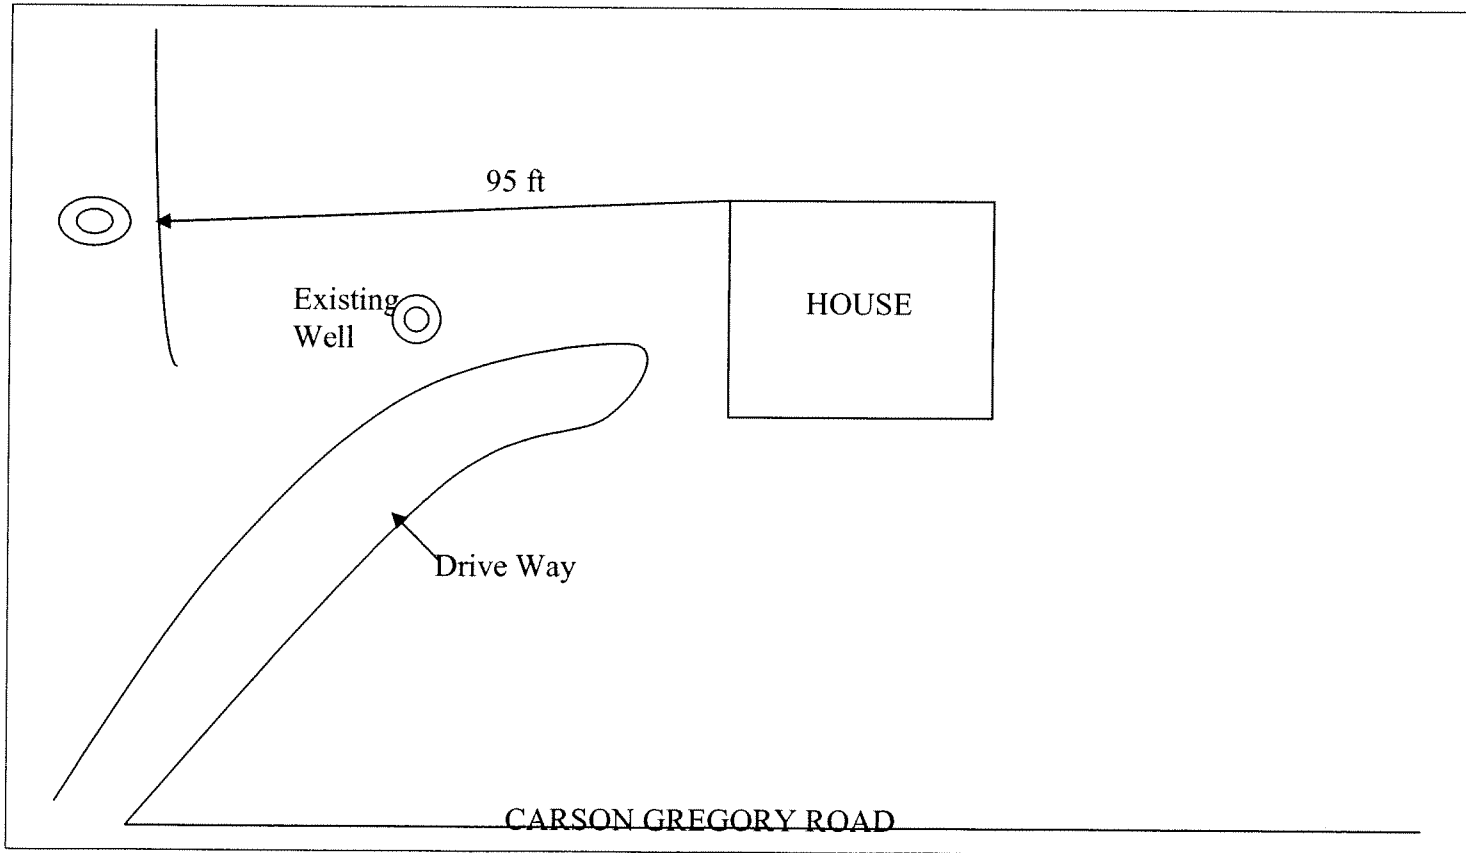 95 ft
Existing
Well
HOUSE
Drive Way
CARSON GREGORY ROAD